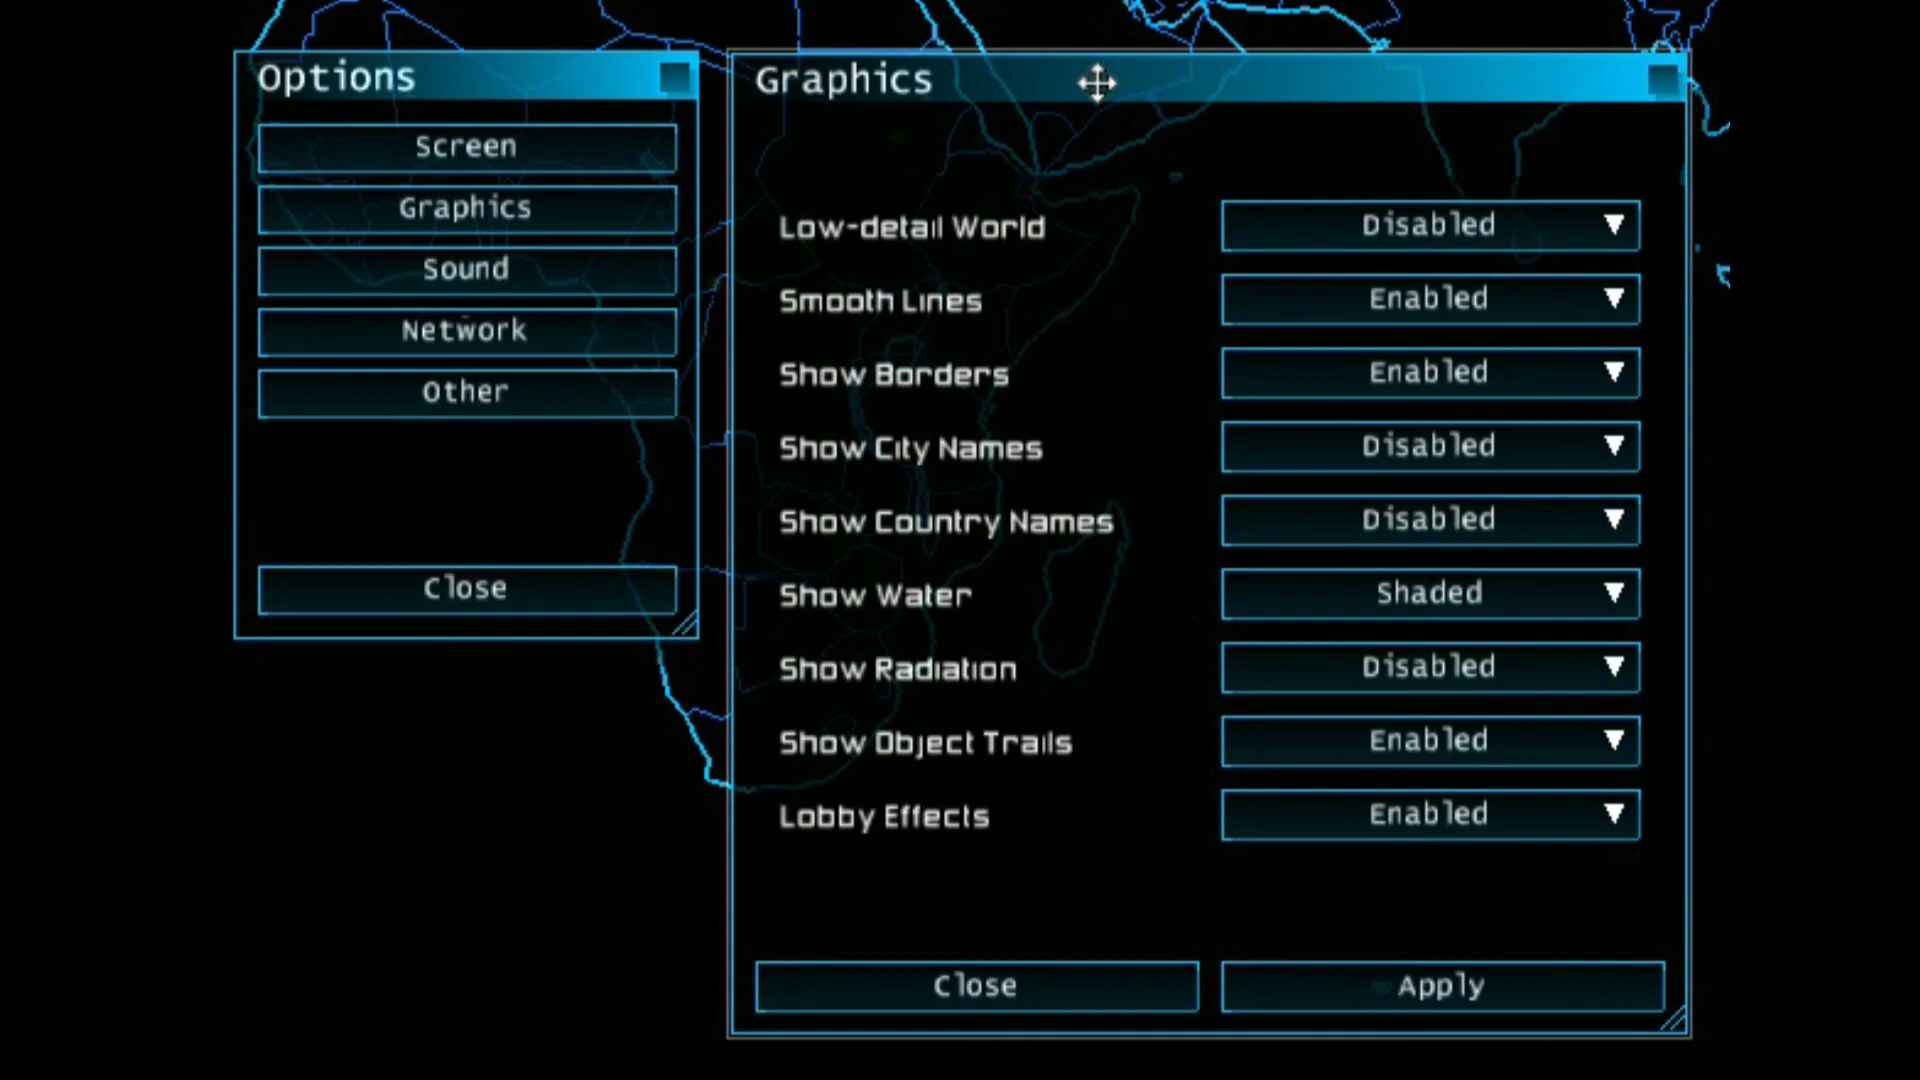 Options
Screen
Graphics
Sound
Network
Other
Close
Graphics
Low-detail World Disabled
Smooth Lines Enabled
Show Borders Enabled
Show City Names Disabled
Show Country Names Disabled
Show Water Shaded
Show Radiation Disabled
Show Object Trails Enabled
Lobby Effects Enabled
Close Apply